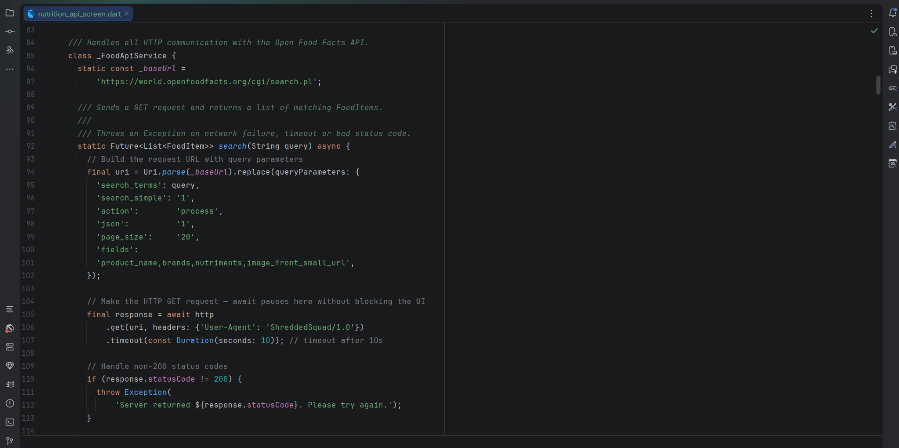 nutrition_api_screen.dart
83
84 /// Handles all HTTP communication with the Open Food Facts API.
85 class _FoodApiService {
86 static const _baseUrl =
87 'https://world.openfoodfacts.org/cgi/search.pl';
88
89 /// Sends a GET request and returns a list of matching FoodItems.
90 ///
91 /// Throws an Exception on network failure, timeout or bad status code.
92 static Future<List<FoodItem>> search(String query) async {
93 // Build the request URL with query parameters
94 final uri = Uri.parse(_baseUrl).replace(queryParameters: {
95 'search_terms': query,
96 'search_simple': '1',
97 'action': 'process',
98 'json': '1',
99 'page_size': '20',
100 'fields':
101 'product_name,brands,nutriments,image_front_small_url',
102 });
103
104 // Make the HTTP GET request — await pauses here without blocking the UI
105 final response = await http
106 .get(uri, headers: {'User-Agent': 'ShreddedSquad/1.0'})
107 .timeout(const Duration(seconds: 10)); // timeout after 10s
108
109 // Handle non-200 status codes
110 if (response.statusCode != 200) {
111 throw Exception(
112 'Server returned ${response.statusCode}. Please try again.');
113 }
114